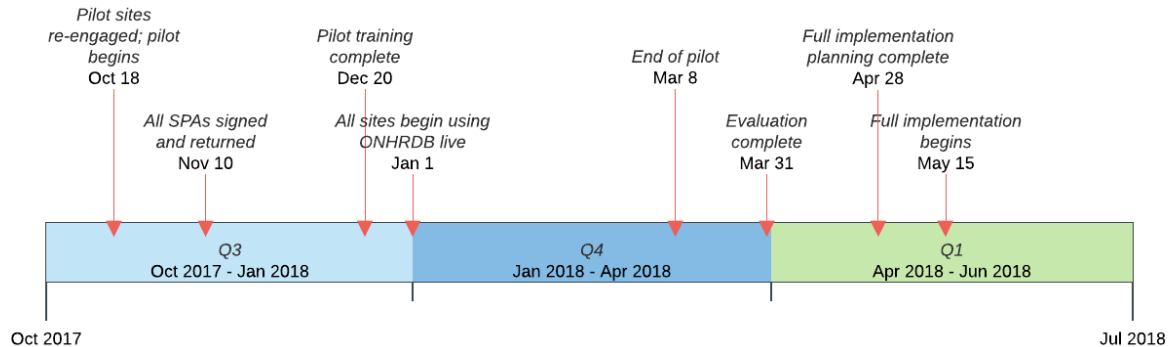 Pilot sites
re-engaged; pilot
begins
Oct 18
Pilot training
complete
Dec 20
End of pilot
Mar 8
Full implementation
planning complete
Apr 28
All SPAs signed
and returned
Nov 10
All sites begin using
ONHRDB live
Jan 1
Evaluation
complete
Mar 31
Full implementation
begins
May 15
Q3
Oct 2017 - Jan 2018
Q4
Jan 2018 - Apr 2018
Q1
Apr 2018 - Jun 2018
Oct 2017
Jul 2018